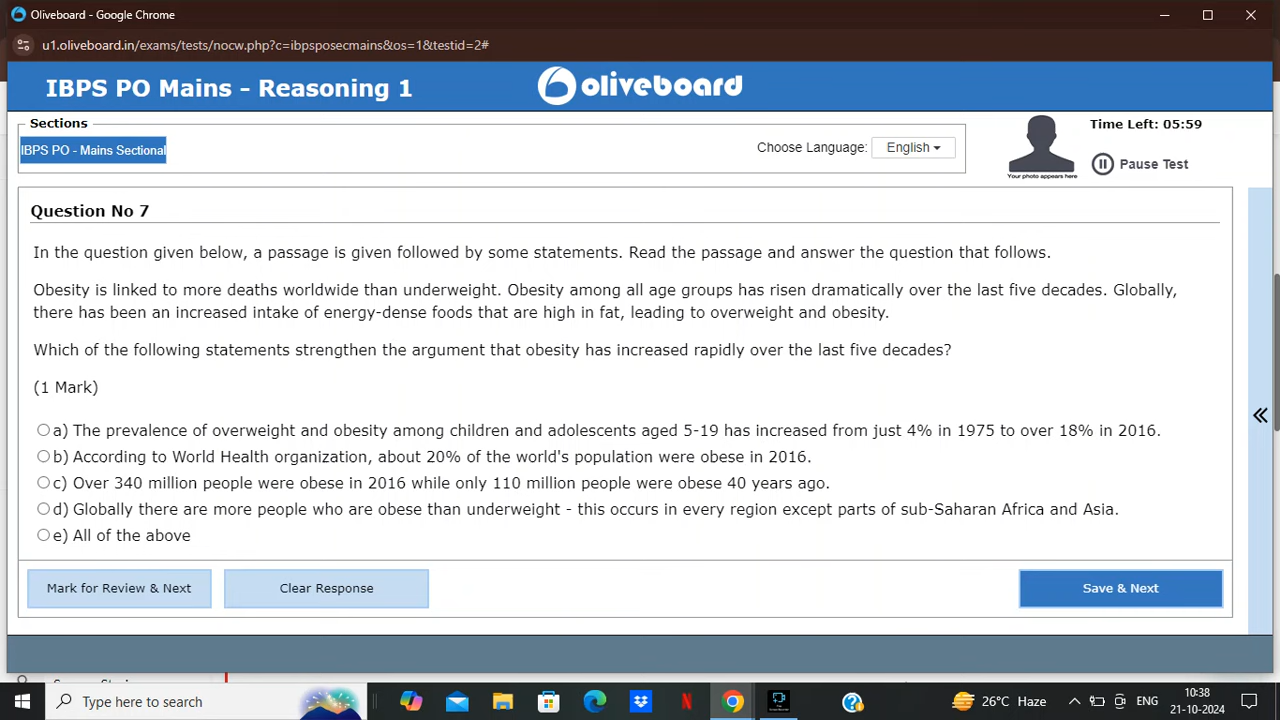 Oliveboard - Google Chrome
u1.oliveboard.in/exams/tests/nocw.php?c=ibpsposecmains&os=1&testid=2#
IBPS PO Mains - Reasoning 1
oliveboard
Sections
IBPS PO - Mains Sectional
Choose Language: English
Your photo appears here
Time Left: 05:59
Pause Test
Question No 7
In the question given below, a passage is given followed by some statements. Read the passage and answer the question that follows.
Obesity is linked to more deaths worldwide than underweight. Obesity among all age groups has risen dramatically over the last five decades. Globally,
there has been an increased intake of energy-dense foods that are high in fat, leading to overweight and obesity.
Which of the following statements strengthen the argument that obesity has increased rapidly over the last five decades?
(1 Mark)
a) The prevalence of overweight and obesity among children and adolescents aged 5-19 has increased from just 4% in 1975 to over 18% in 2016.
b) According to World Health organization, about 20% of the world's population were obese in 2016.
c) Over 340 million people were obese in 2016 while only 110 million people were obese 40 years ago.
d) Globally there are more people who are obese than underweight - this occurs in every region except parts of sub-Saharan Africa and Asia.
e) All of the above
Mark for Review & Next
Clear Response
Save & Next
Type here to search
26°C Haze
ENG
10:38
21-10-2024